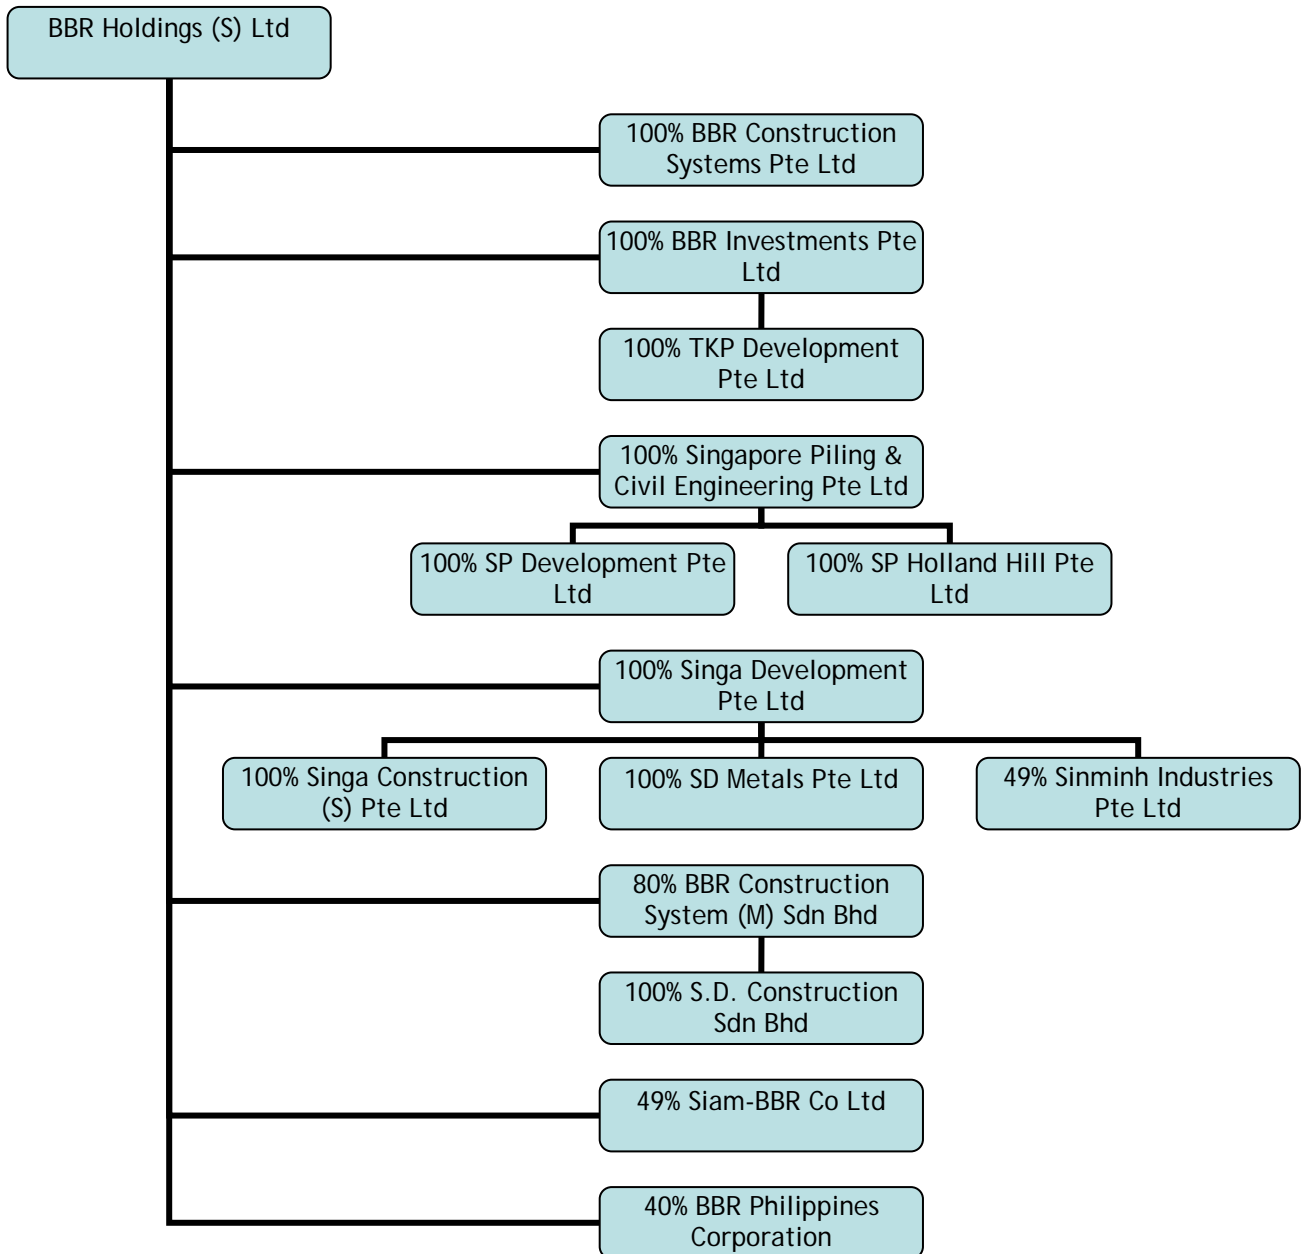 BBR Holdings (S) Ltd
100% BBR Construction
Systems Pte Ltd
100% BBR Investments Pte
Ltd
100% TKP Development
Pte Ltd
100% Singapore Piling &
Civil Engineering Pte Ltd
100% SP Development Pte
Ltd
100% SP Holland Hill Pte
Ltd
100% Singa Development
Pte Ltd
100% Singa Construction
(S) Pte Ltd
100% SD Metals Pte Ltd
49% Sinminh Industries
Pte Ltd
80% BBR Construction
System (M) Sdn Bhd
100% S.D. Construction
Sdn Bhd
49% Siam-BBR Co Ltd
40% BBR Philippines
Corporation